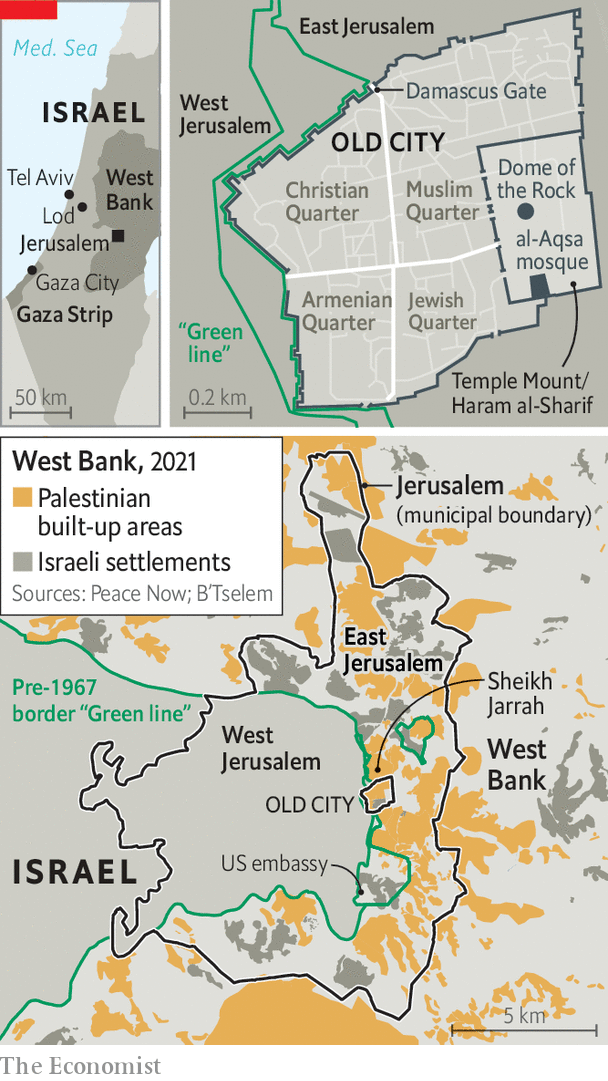 Med. Sea
ISRAEL
Tel Aviv
West
Bank
Lod
Jerusalem
Gaza City
Gaza Strip
50 km
East Jerusalem
West
Jerusalem
Damascus Gate
OLD CITY
Christian
Quarter
Muslim
Quarter
Dome of
the Rock
al-Aqsa
mosque
Armenian
Quarter
Jewish
Quarter
“Green
line”
0.2 km
Temple Mount/
Haram al-Sharif
West Bank, 2021
Palestinian
built-up areas
Israeli settlements
Sources: Peace Now; B’Tselem
Jerusalem
(municipal boundary)
East
Jerusalem
Sheikh
Jarrah
Pre-1967
border “Green line”
West
Jerusalem
West
Bank
OLD CITY
US embassy
ISRAEL
5 km
The Economist